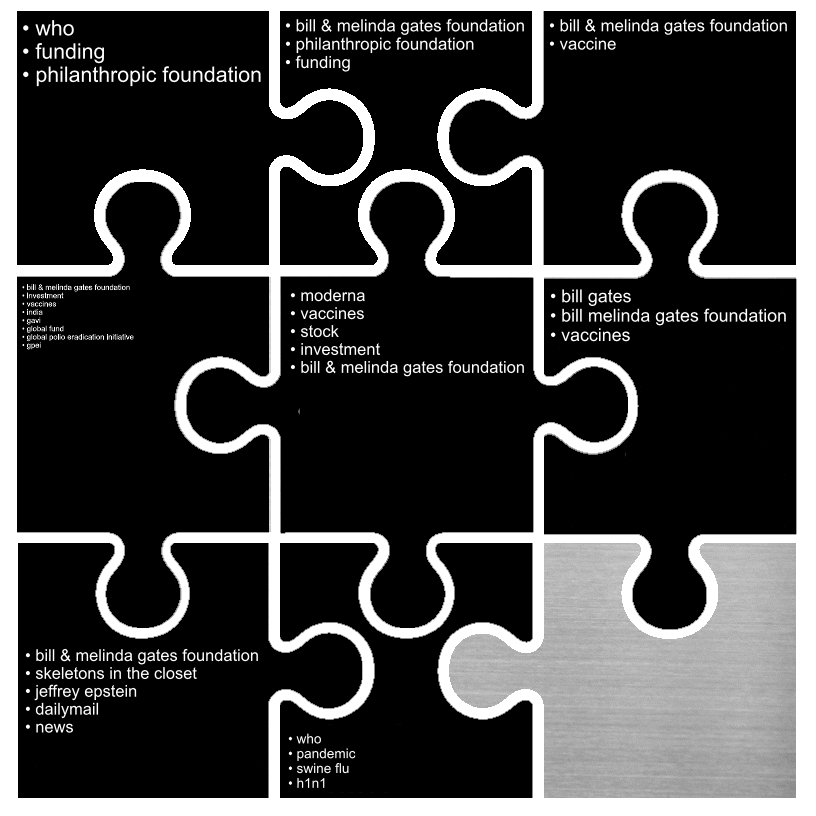 • who
• funding
• philanthropic foundation
• bill & melinda gates foundation
• philanthropic foundation
• funding
• bill & melinda gates foundation
• vaccine
• bill & melinda gates foundation
• Investment
• vaccines
• india
• gavi
• global fund
• global polio eradication Initiative
• gpei
• moderna
• vaccines
• stock
• investment
• bill & melinda gates foundation
• bill gates
• bill melinda gates foundation
• vaccines
• bill & melinda gates foundation
• skeletons in the closet
• jeffrey epstein
• dailymail
• news
• who
• pandemic
• swine flu
• h1n1